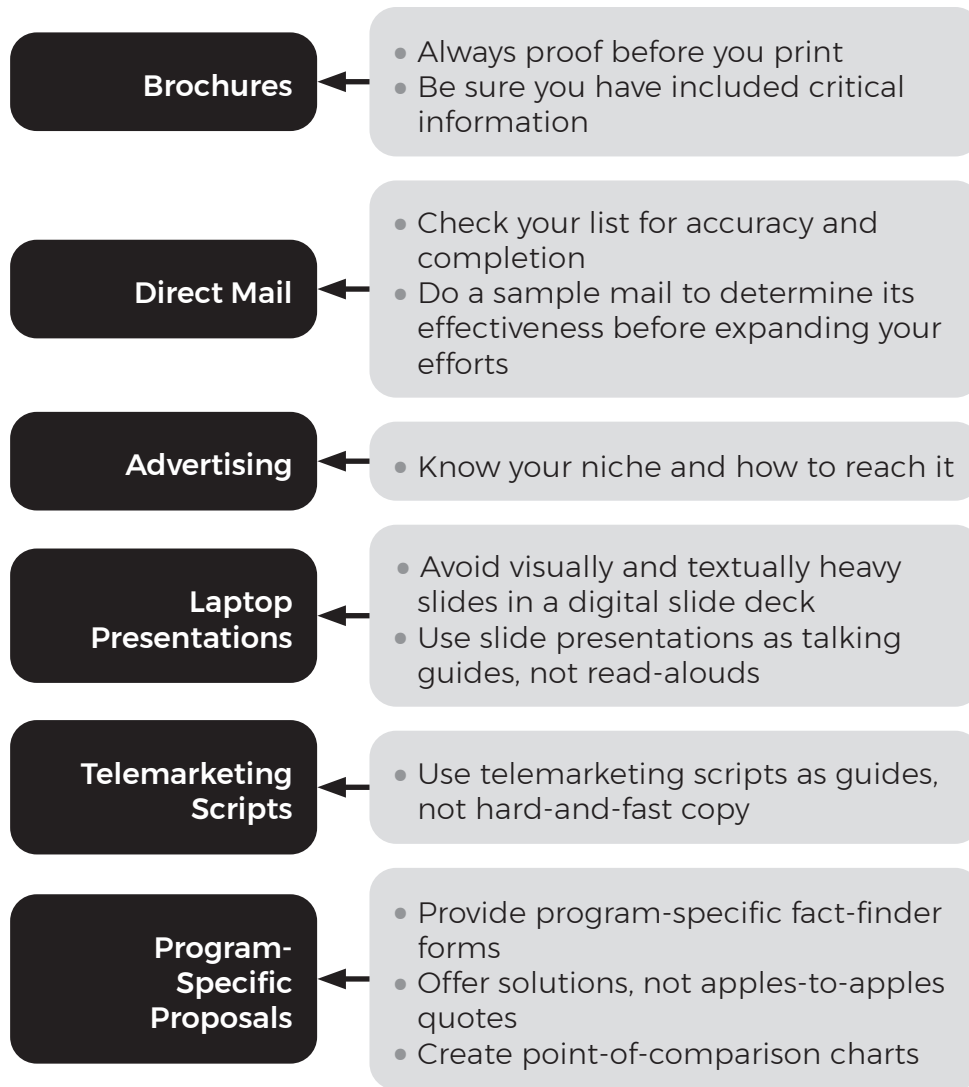 Brochures
• Always proof before you print
• Be sure you have included critical
information
Direct Mail
• Check your list for accuracy and
completion
• Do a sample mail to determine its
effectiveness before expanding your
efforts
Advertising
• Know your niche and how to reach it
Laptop
Presentations
• Avoid visually and textually heavy
slides in a digital slide deck
• Use slide presentations as talking
guides, not read-alouds
Telemarketing
Scripts
• Use telemarketing scripts as guides,
not hard-and-fast copy
Program-
Specific
Proposals
• Provide program-specific fact-finder
forms
• Offer solutions, not apples-to-apples
quotes
• Create point-of-comparison charts